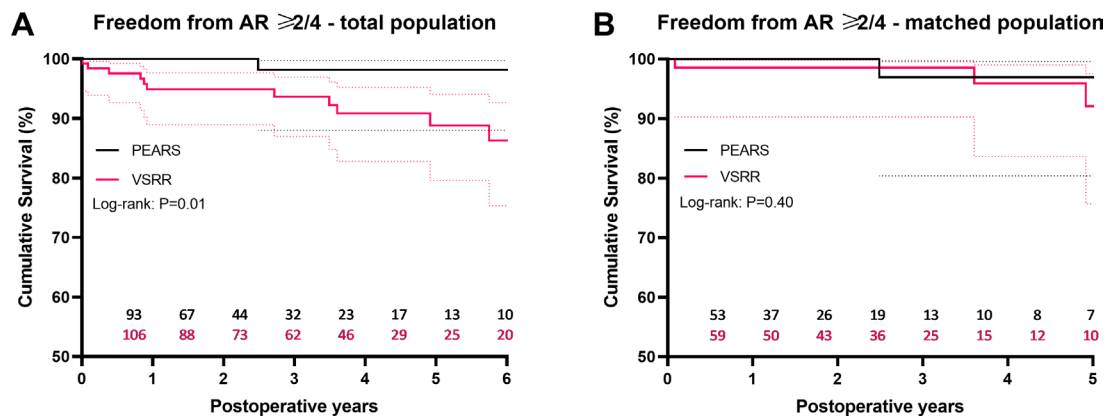 A
Freedom from AR ⩾2/4 - total population
Cumulative Survival (%)
100
90
80
70
60
50
PEARS
VSRR
Log-rank: P=0.01
93 67 44 32 23 17 13 10
106 88 73 62 46 29 25 20
0 1 2 3 4 5 6
Postoperative years
B
Freedom from AR ⩾2/4 - matched population
Cumulative Survival (%)
100
90
80
70
60
50
PEARS
VSRR
Log-rank: P=0.40
53 37 26 19 13 10 8 7
59 50 43 36 25 15 12 10
0 1 2 3 4 5
Postoperative years